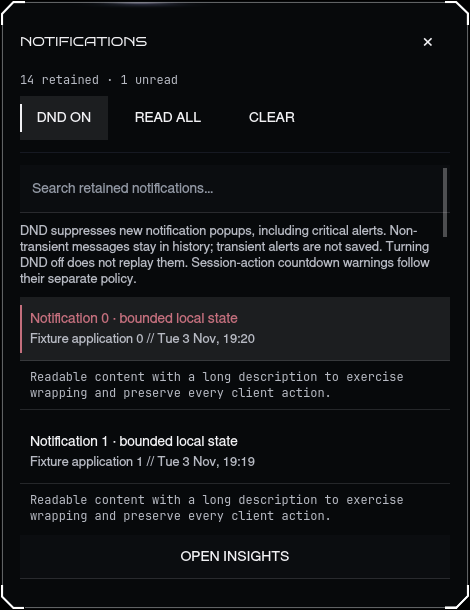 NOTIFICATIONS ×
14 retained · 1 unread
DND ON READ ALL CLEAR
Search retained notifications...
DND suppresses new notification popups, including critical alerts. Non-
transient messages stay in history; transient alerts are not saved. Turning
DND off does not replay them. Session-action countdown warnings follow
their separate policy.
Notification 0 · bounded local state
Fixture application 0 // Tue 3 Nov, 19:20
Readable content with a long description to exercise
wrapping and preserve every client action.
Notification 1 · bounded local state
Fixture application 1 // Tue 3 Nov, 19:19
Readable content with a long description to exercise
wrapping and preserve every client action.
OPEN INSIGHTS